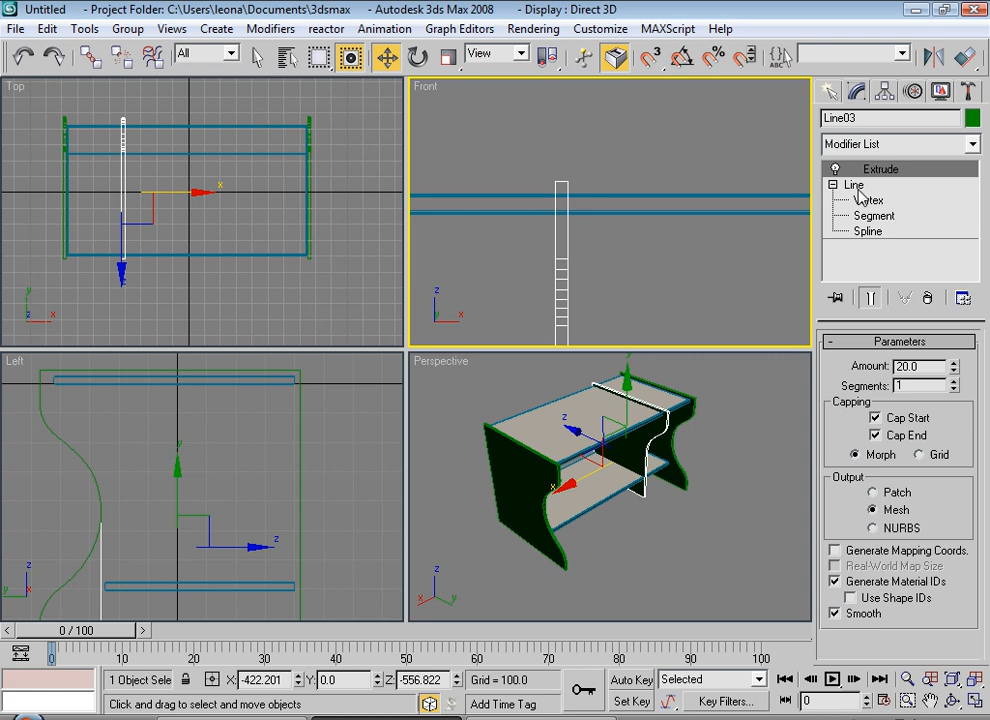 Untitled - Project Folder: C:\Users\leona\Documents\3dsmax - Autodesk 3ds Max 2008 - Display : Direct 3D
File Edit Tools Group Views Create Modifiers reactor Animation Graph Editors Rendering Customize MAXScript Help
All View
Top Front
Left Perspective
Line03
Modifier List
Extrude
Line
Vertex
Segment
Spline
- Parameters
Amount: 20.0
Segments: 1
Capping
Cap Start
Cap End
Morph Grid
Output
Patch
Mesh
NURBS
Generate Mapping Coords.
Real-World Map Size
Generate Material IDs
Use Shape IDs
Smooth
x y z
0 / 100
0 10 20 30 40 50 60 70 80 90 100
1 Object Sele X: -422.201 Y: 0.0 Z: -556.822 Grid = 100.0 Auto Key Selected
Click and drag to select and move objects Add Time Tag Set Key Key Filters... 0